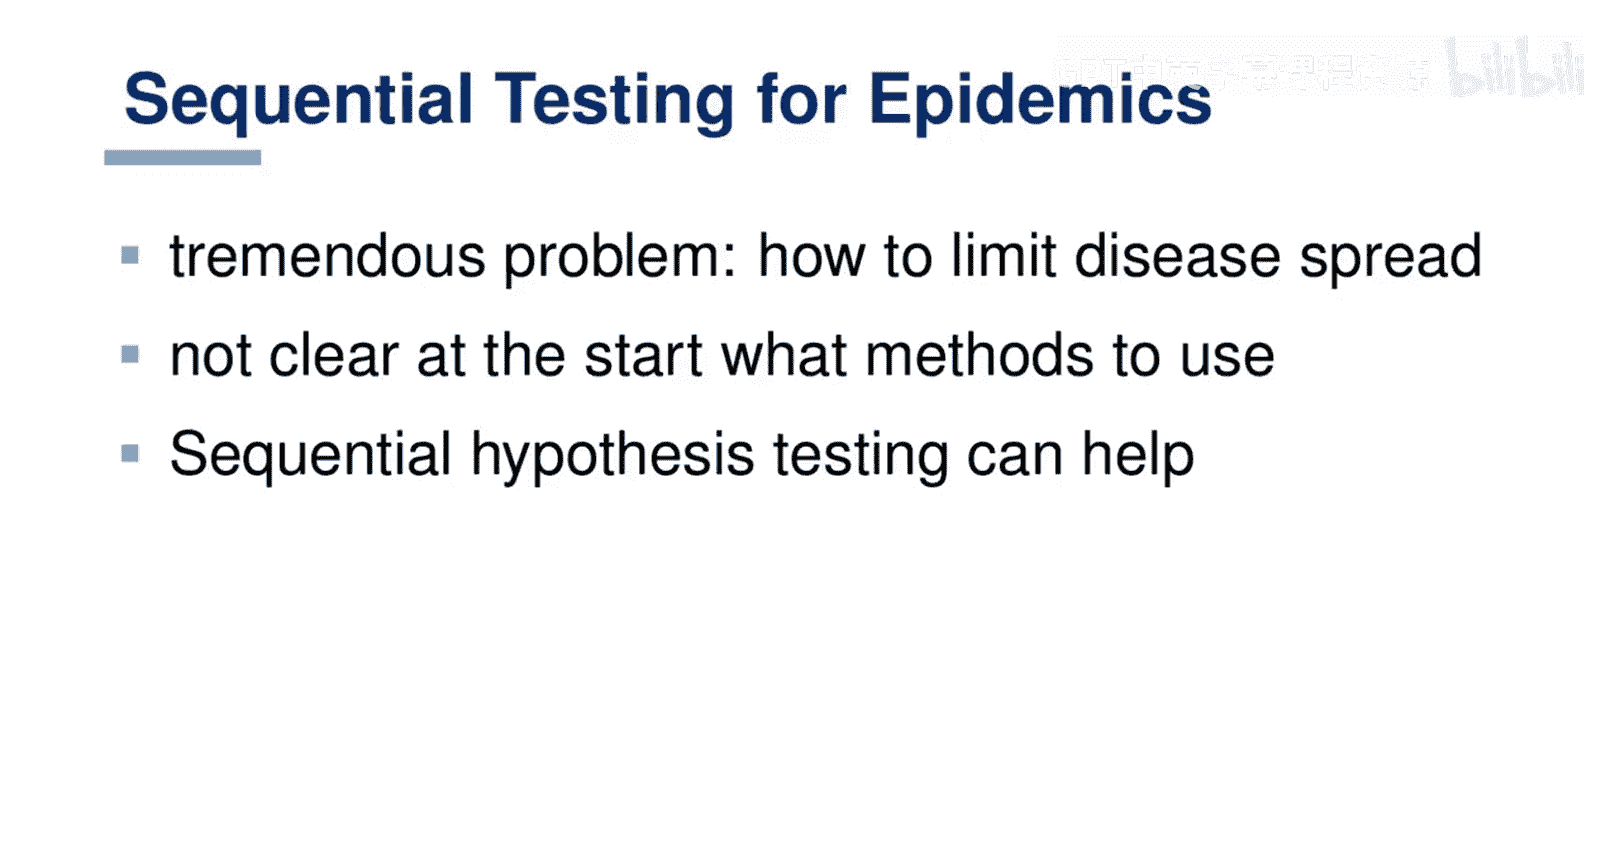 Sequential Testing for Epidemics
bilibili
tremendous problem: how to limit disease spread
not clear at the start what methods to use
Sequential hypothesis testing can help